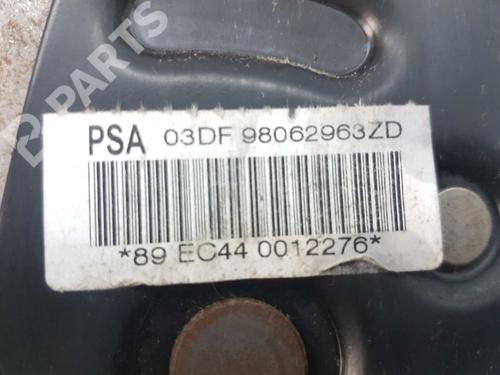 B PARTS
PSA 03DF 98062963ZD
*89 EC44 0012276*